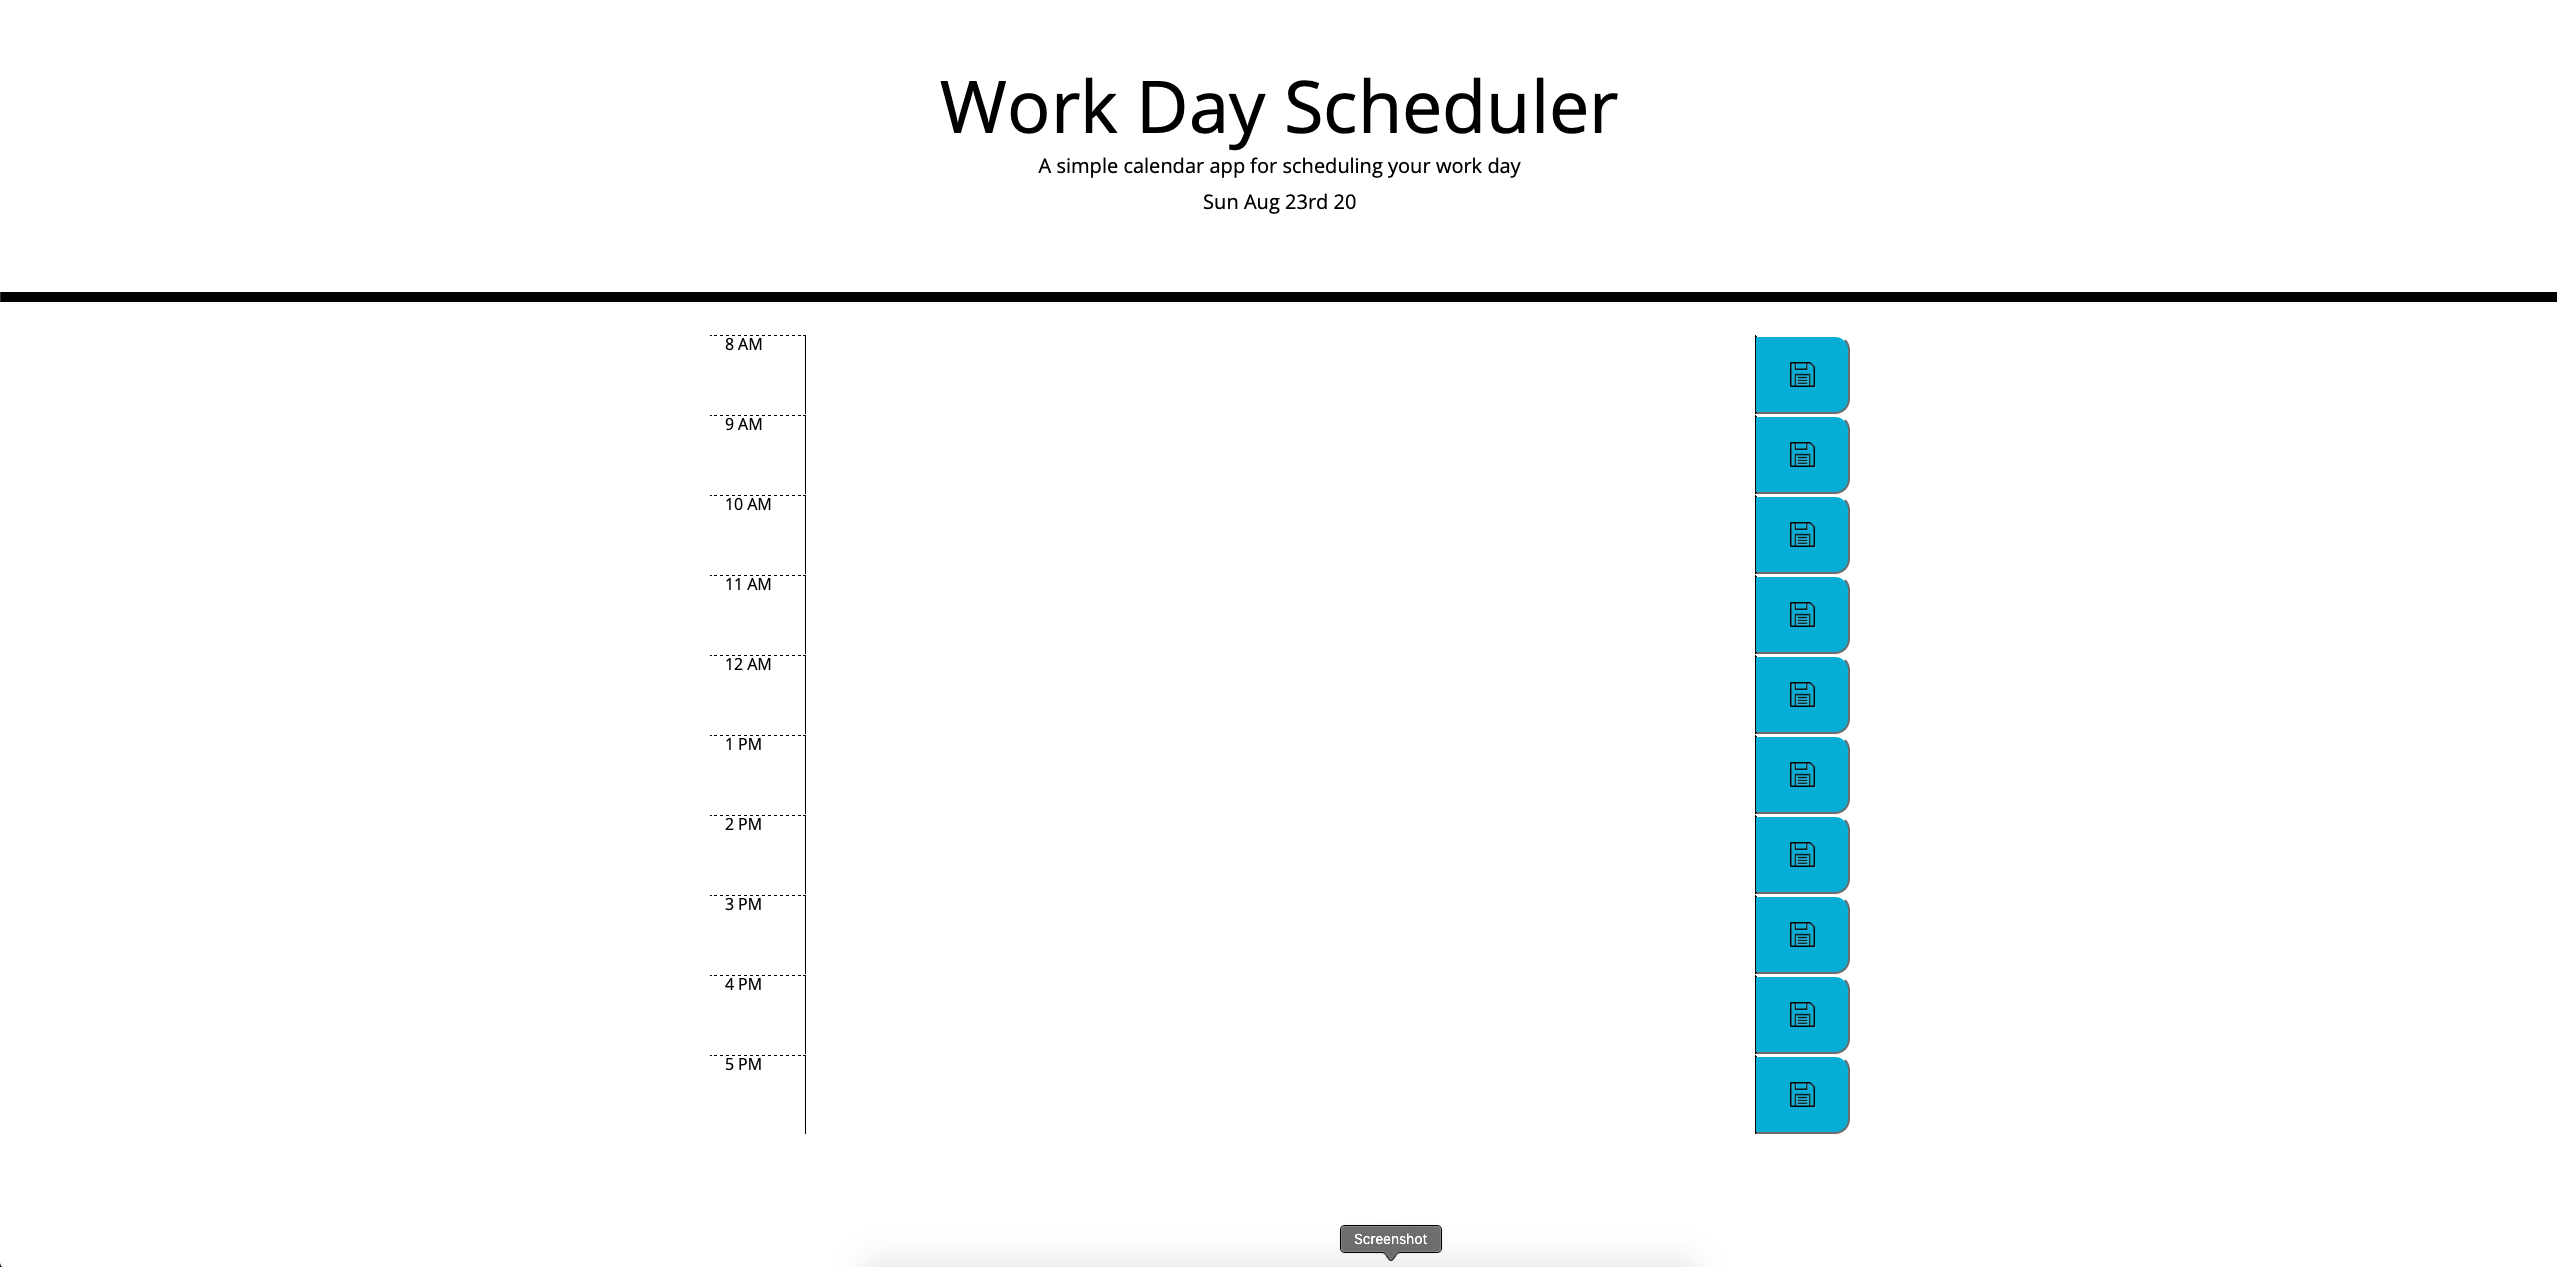 Work Day Scheduler
A simple calendar app for scheduling your work day
Sun Aug 23rd 20
8 AM
9 AM
10 AM
11 AM
12 AM
1 PM
2 PM
3 PM
4 PM
5 PM
Screenshot